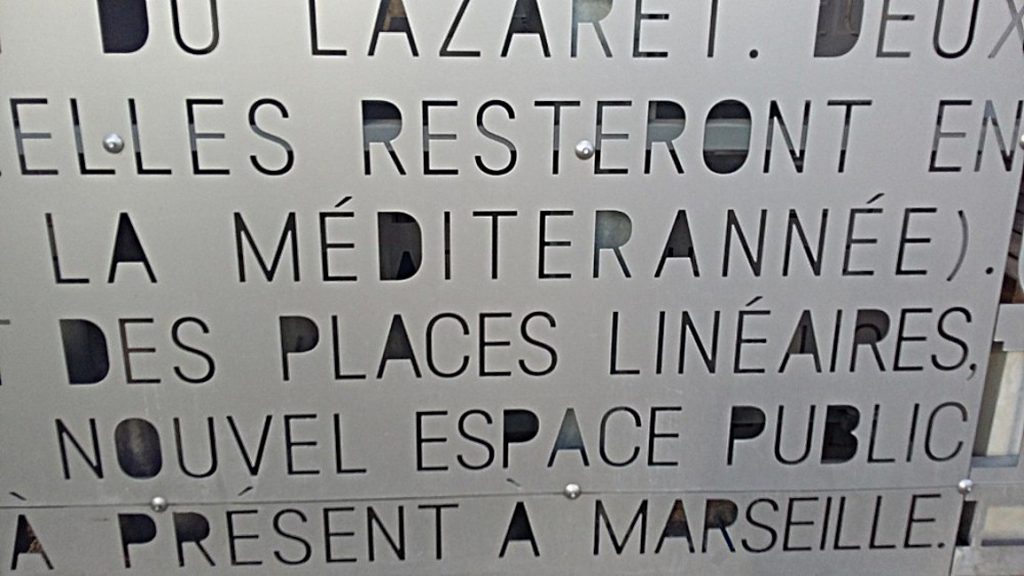 DU LAZARET. DEUX
ELLES RESTERONT EN
LA MÉDITERANNÉE).
DES PLACES LINÉAIRES,
NOUVEL ESPACE PUBLIC
À PRÉSENT À MARSEILLE.